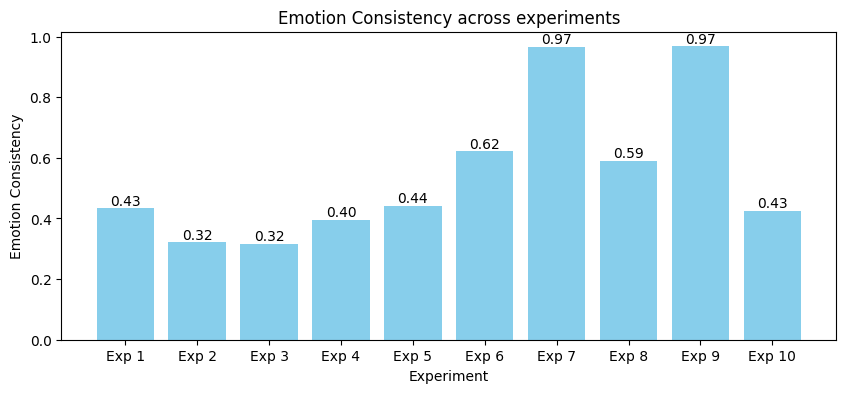 Emotion Consistency across experiments
Emotion Consistency
1.0
0.8
0.6
0.4
0.2
0.0
0.43
0.32
0.32
0.40
0.44
0.62
0.97
0.59
0.97
0.43
Exp 1
Exp 2
Exp 3
Exp 4
Exp 5
Exp 6
Exp 7
Exp 8
Exp 9
Exp 10
Experiment